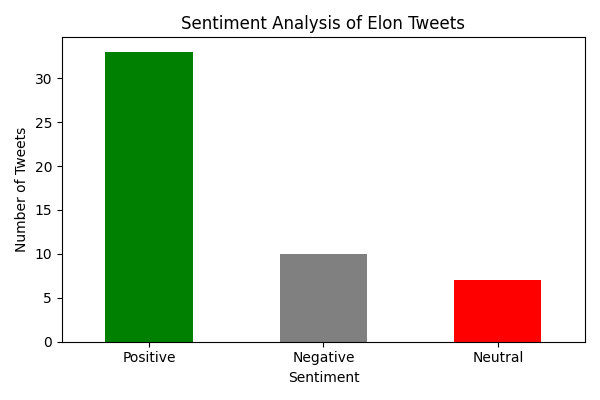 Sentiment Analysis of Elon Tweets
Number of Tweets
30
25
20
15
10
5
0
Positive
Negative
Neutral
Sentiment